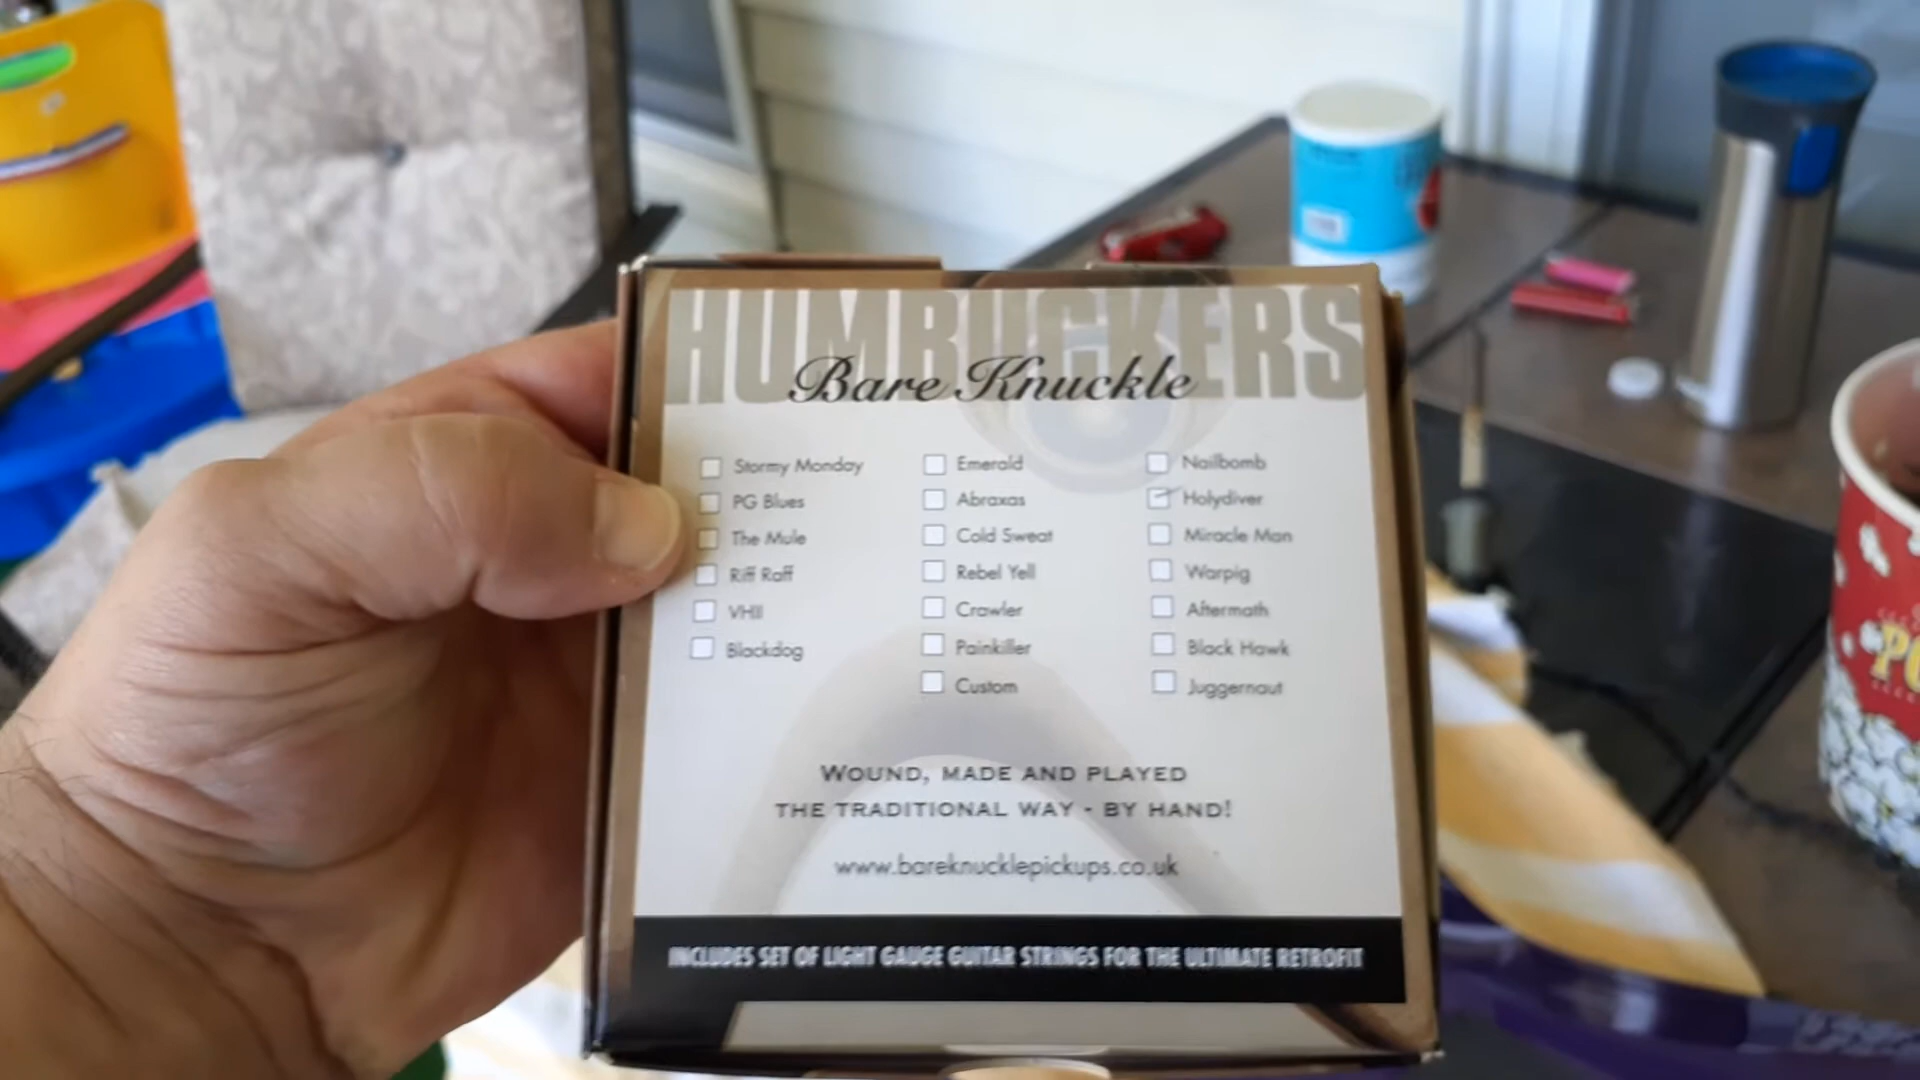 HUMBUCKERS
Bare Knuckle
Stormy Monday
PG Blues
The Mule
Riff Raff
VHII
Blackdog
Emerald
Abraxas
Cold Sweat
Rebel Yell
Crawler
Painkiller
Custom
Nailbomb
Holydiver
Miracle Man
Warpig
Aftermath
Black Hawk
Juggernaut
WOUND, MADE AND PLAYED
THE TRADITIONAL WAY - BY HAND!
www.bareknucklepickups.co.uk
INCLUDES SET OF LIGHT GAUGE GUITAR STRINGS FOR THE ULTIMATE RETROFIT